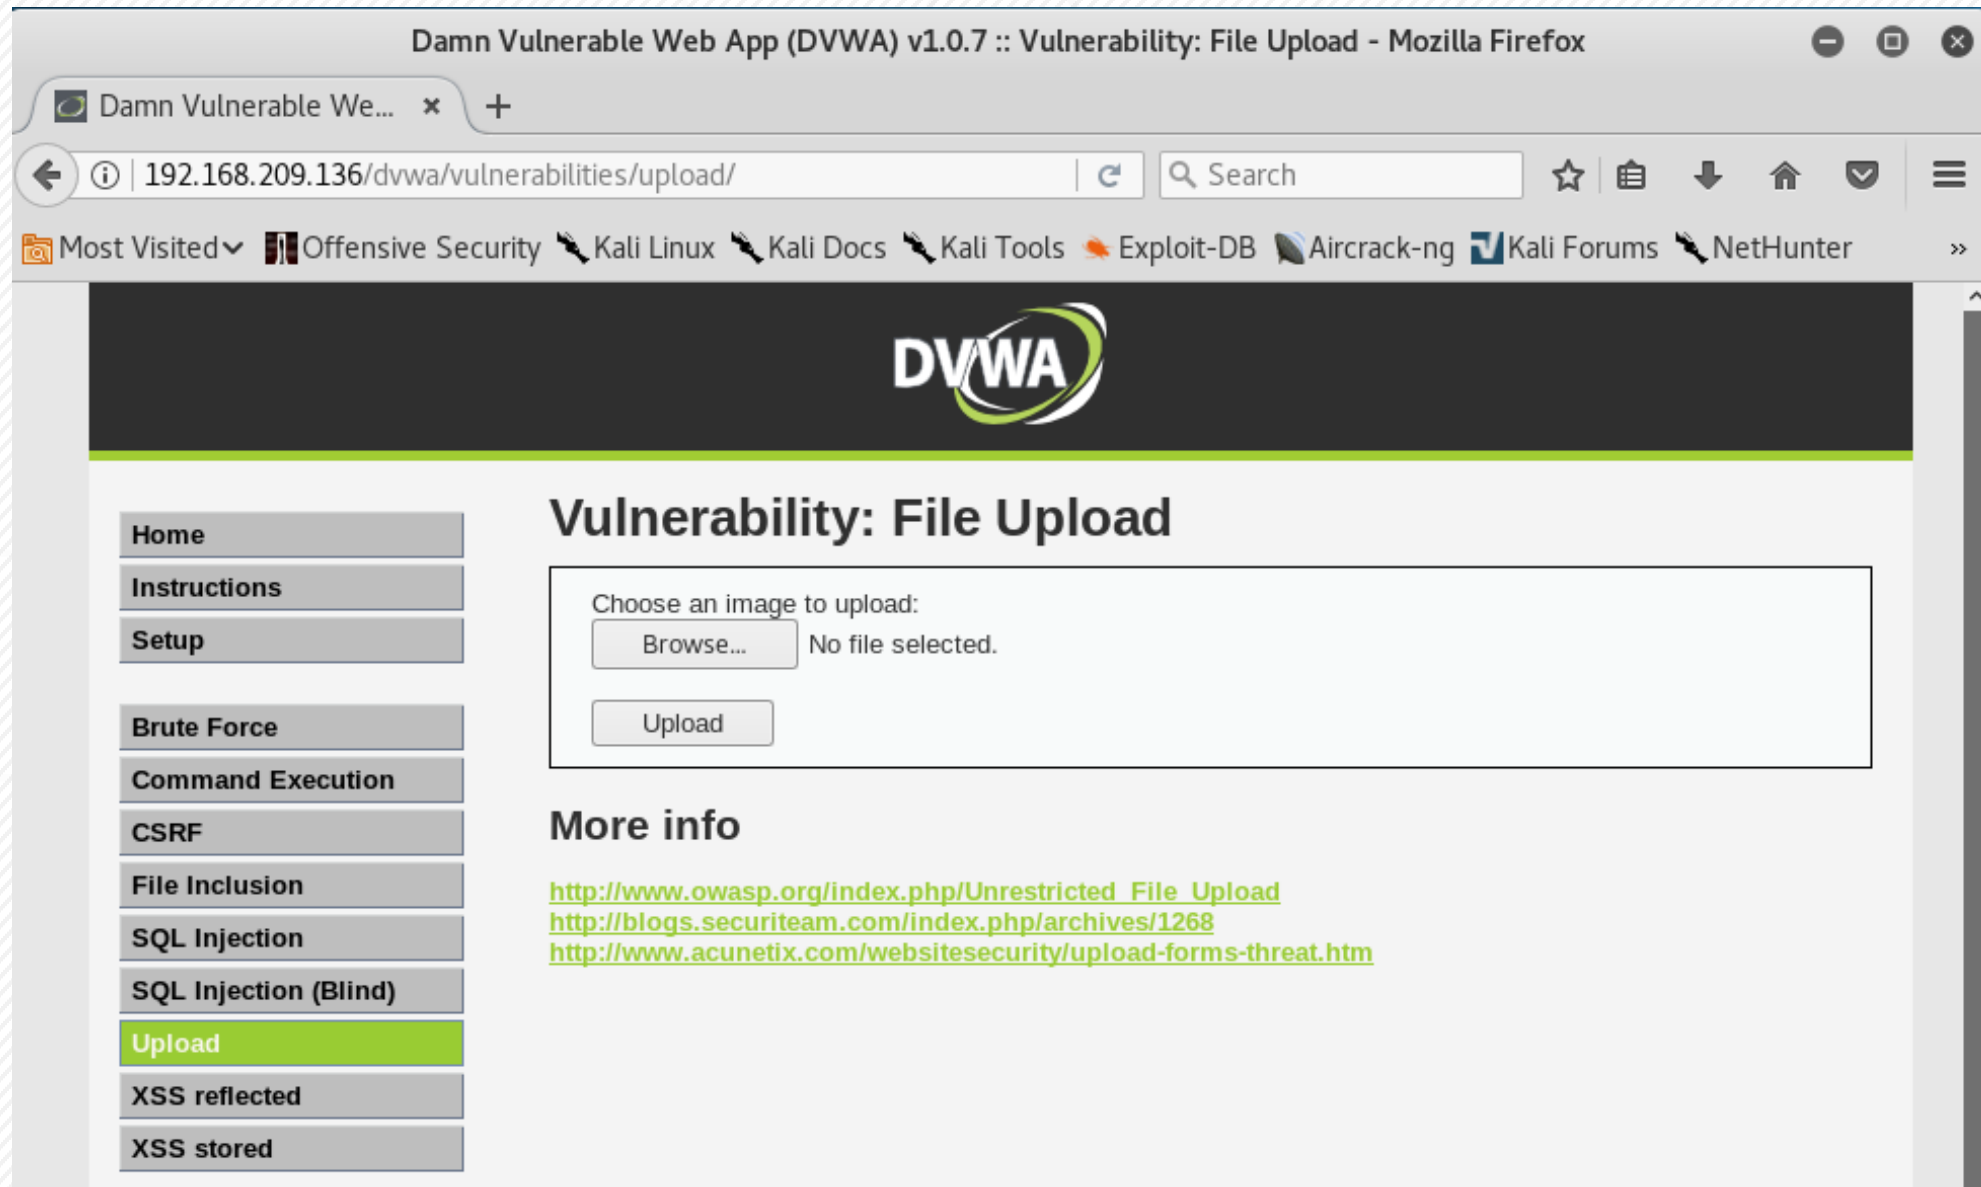 Damn Vulnerable Web App (DVWA) v1.0.7 :: Vulnerability: File Upload - Mozilla Firefox
Damn Vulnerable We...
192.168.209.136/dvwa/vulnerabilities/upload/
Search
Most Visited
Offensive Security
Kali Linux
Kali Docs
Kali Tools
Exploit-DB
Aircrack-ng
Kali Forums
NetHunter
DVWA
Home
Instructions
Setup
Brute Force
Command Execution
CSRF
File Inclusion
SQL Injection
SQL Injection (Blind)
Upload
XSS reflected
XSS stored
Vulnerability: File Upload
Choose an image to upload:
Browse... No file selected.
Upload
More info
http://www.owasp.org/index.php/Unrestricted_File_Upload
http://blogs.securiteam.com/index.php/archives/1268
http://www.acunetix.com/websitesecurity/upload-forms-threat.htm